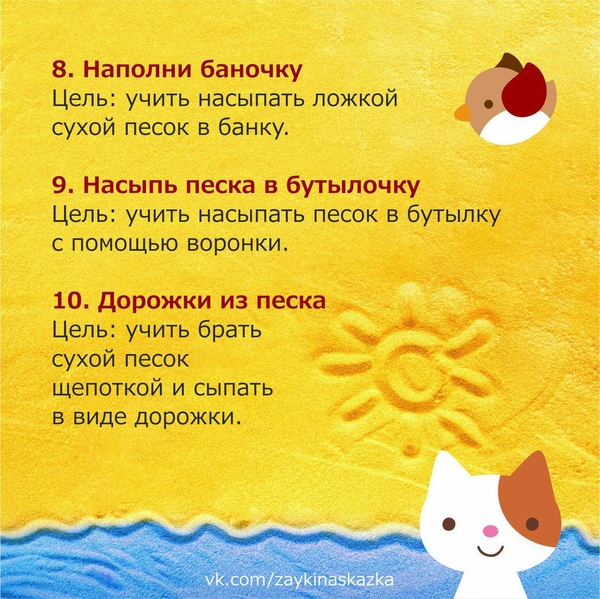 8. Наполни баночку
Цель: учить насыпать ложкой
сухой песок в банку.
9. Насыпь песка в бутылочку
Цель: учить насыпать песок в бутылку
с помощью воронки.
10. Дорожки из песка
Цель: учить брать
сухой песок
щепоткой и сыпать
в виде дорожки.
vk.com/zaykinaskazka